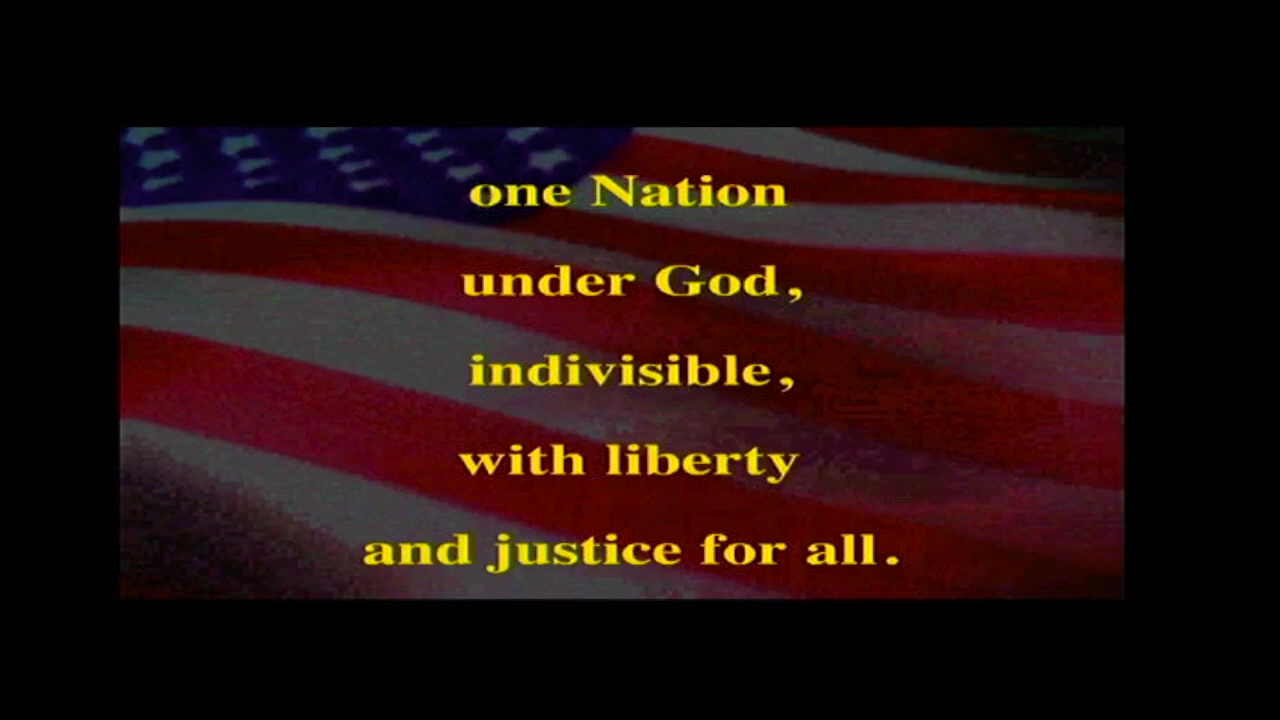 one Nation
under God,
indivisible,
with liberty
and justice for all.